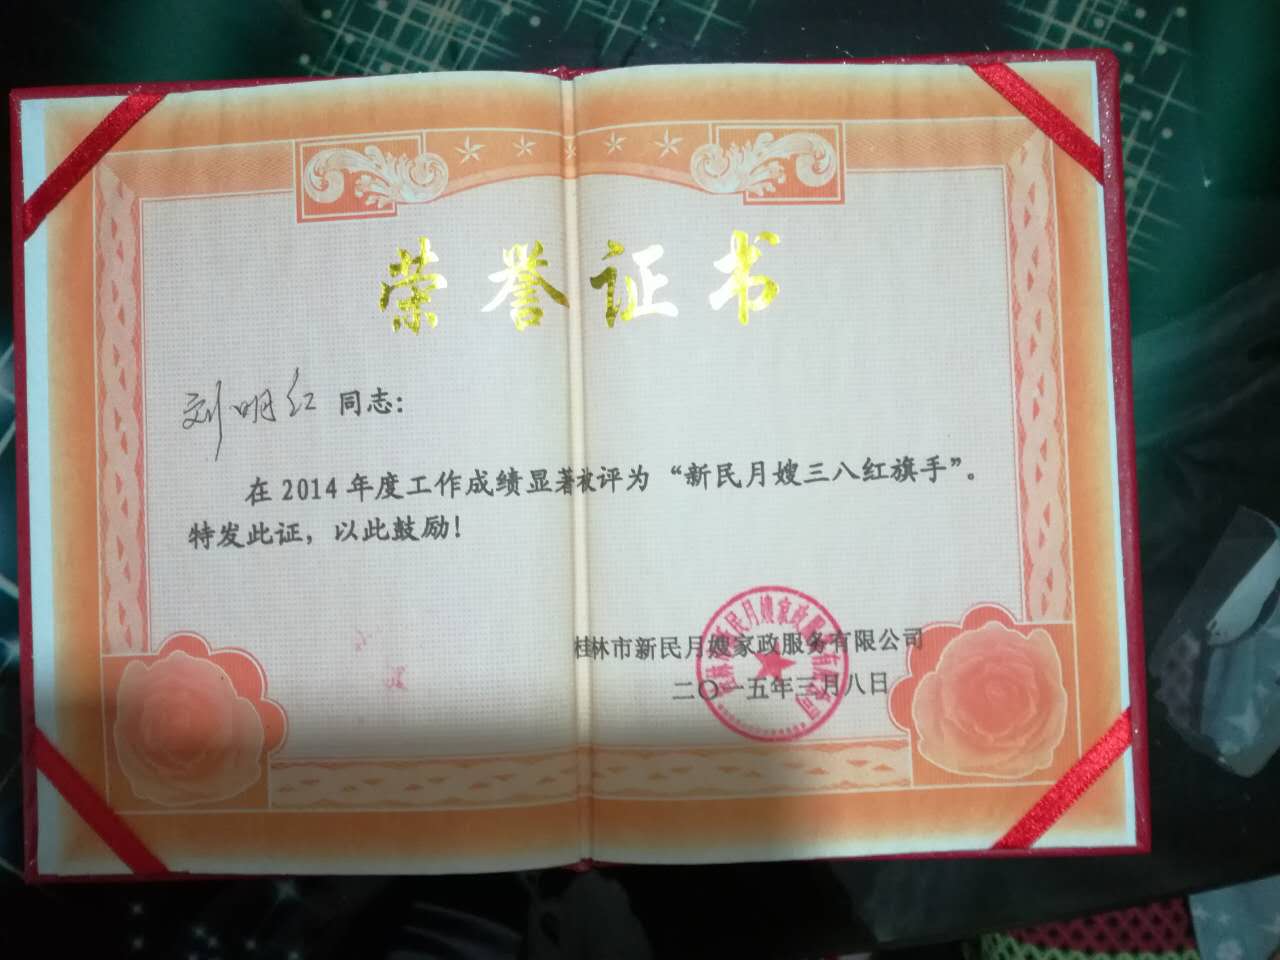 荣誉证书
刘明红 同志：
在2014年度工作成绩显著被评为“新民月嫂三八红旗手”。
特发此证，以此鼓励！
桂林市新民月嫂家政服务有限公司
二〇一五年三月八日